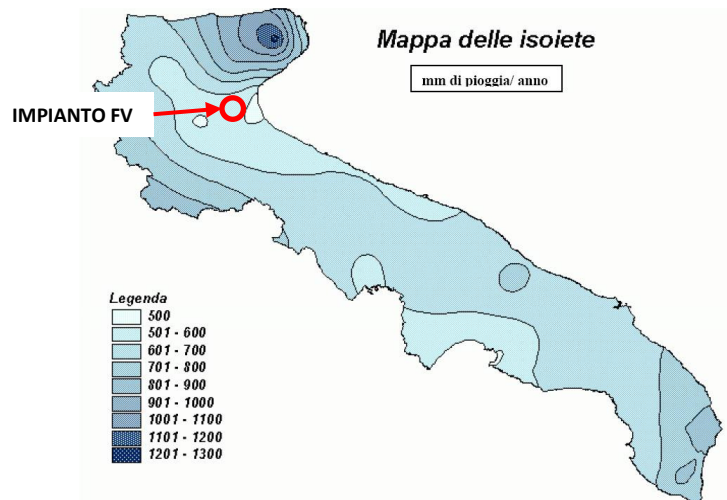 Mappa delle isoiete
mm di pioggia/ anno
IMPIANTO FV
Legenda
500
501 - 600
601 - 700
701 - 800
801 - 900
901 - 1000
1001 - 1100
1101 - 1200
1201 - 1300